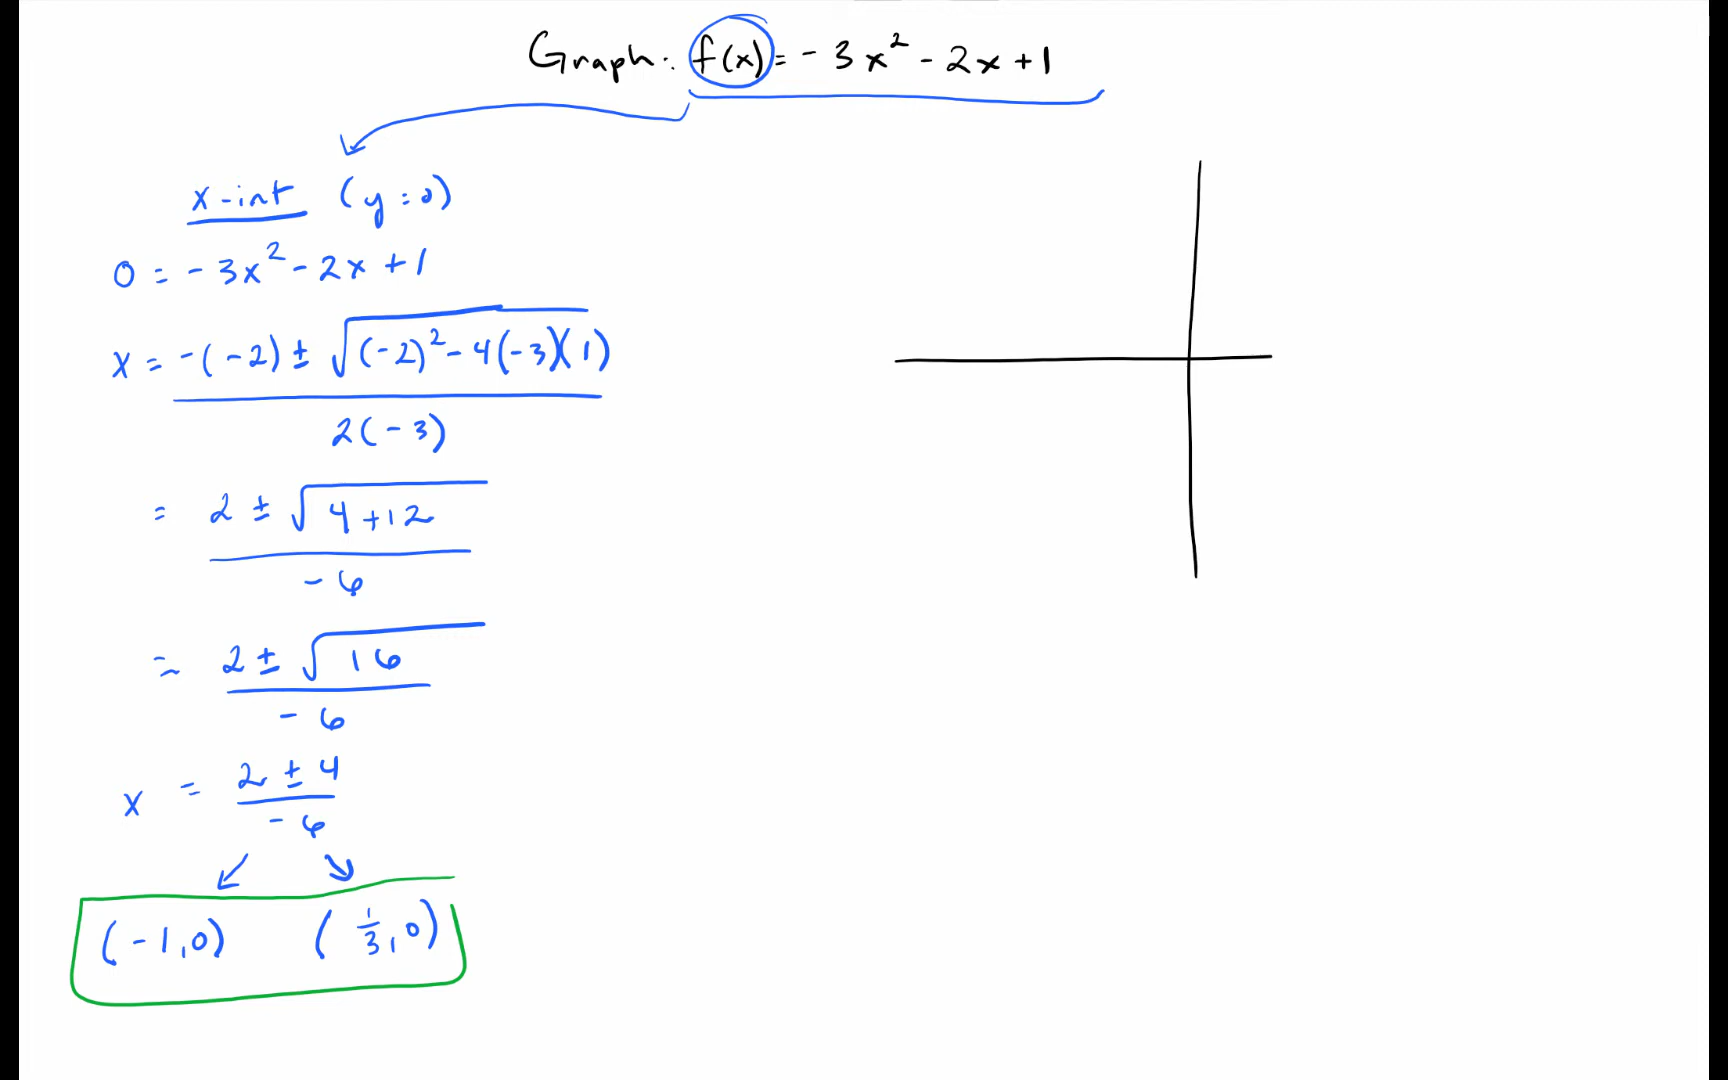 Graph: f(x) = -3x² - 2x + 1
x-int (y=0)
0 = -3x² - 2x + 1
x = -(-2) ± √(-2)² - 4(-3)(1)
2(-3)
= 2 ± √4+12
-6
= 2 ± √16
-6
x = 2 ± 4
-6
(-1,0) (1/3,0)